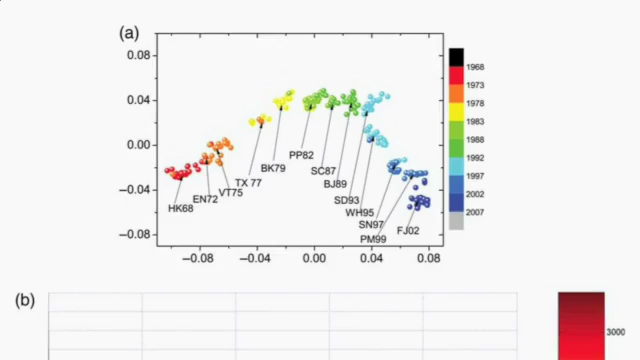 (a)
0.08
0.04
0.00
−0.04
−0.08
−0.08 −0.04 0.00 0.04 0.08
HK68
EN72
VT75
TX 77
BK79
PP82
SC87
BJ89
SD93
WH95
SN97
PM99
FJ02
1968
1973
1978
1983
1988
1992
1997
2002
2007
(b)
3000